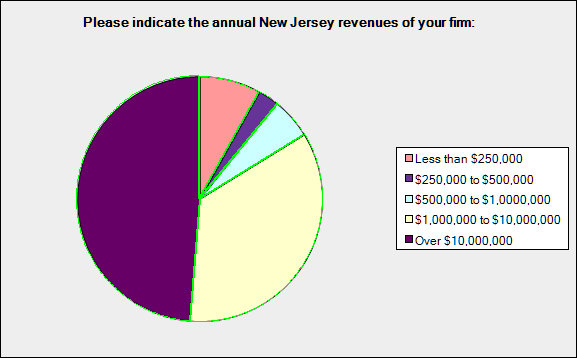 Please indicate the annual New Jersey revenues of your firm:
Less than $250,000
$250,000 to $500,000
$500,000 to $1,0000,000
$1,000,000 to $10,000,000
Over $10,000,000